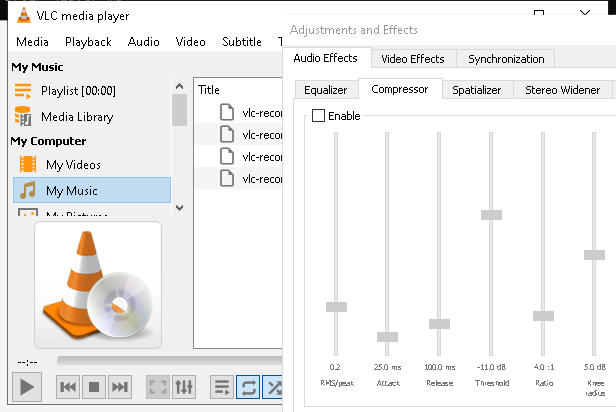 VLC media player
Media Playback Audio Video Subtitle
My Music
Playlist [00:00]
Media Library
My Computer
My Videos
My Music
My Pictures
Title
vlc-recor
vlc-recor
vlc-recor
vlc-recor
--:--
Adjustments and Effects
Audio Effects Video Effects Synchronization
Equalizer Compressor Spatializer Stereo Widener
Enable
0.2 25.0 ms 100.0 ms -11.0 dB 4.0 :1 5.0 dB
RMS/peak Attack Release Threshold Ratio Knee
radius